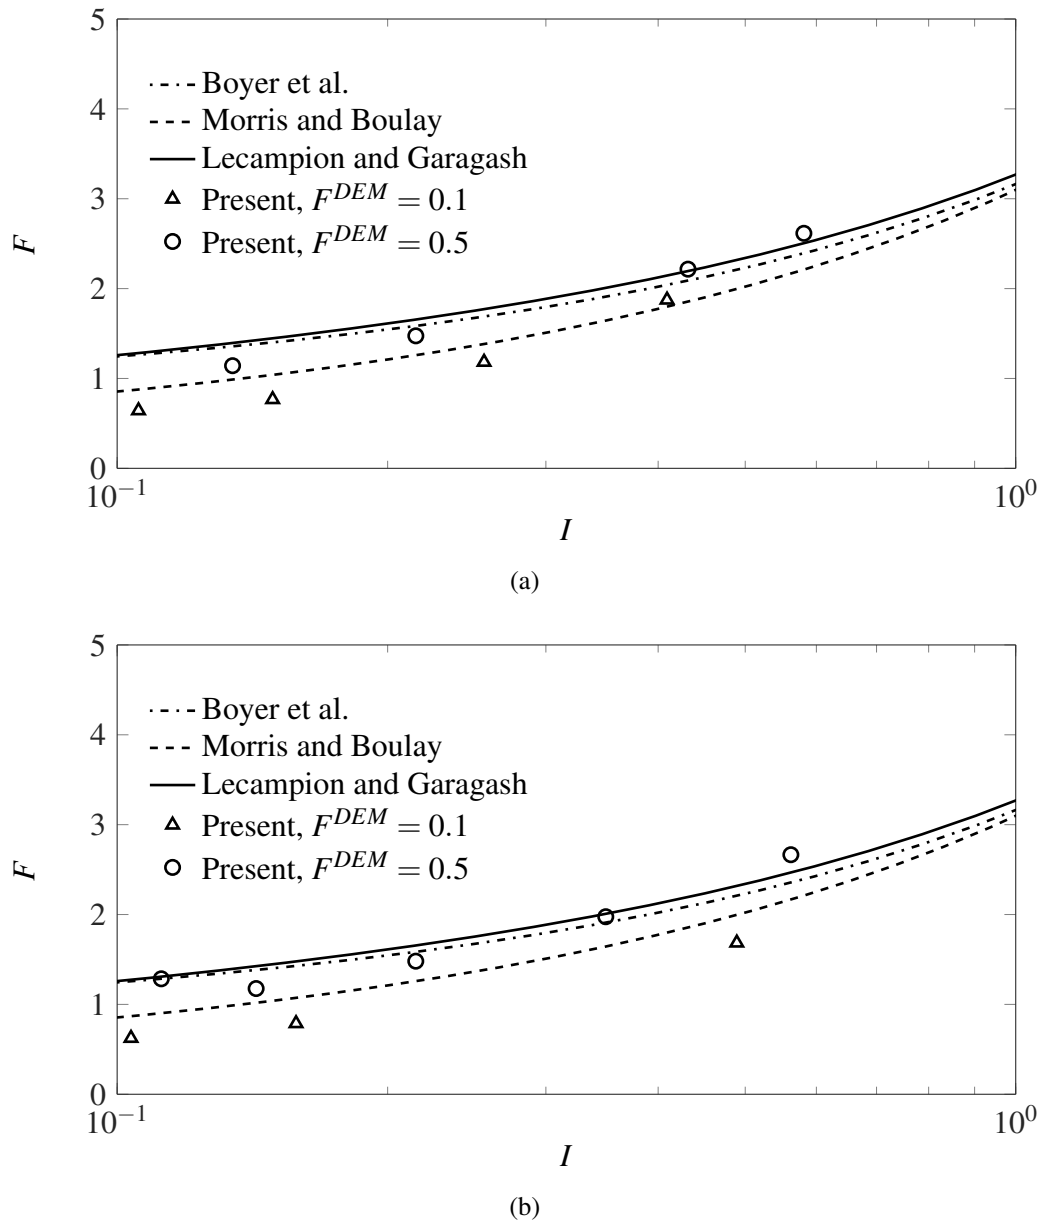 5
4
3
2
1
0
F
Boyer et al.
Morris and Boulay
Lecampion and Garagash
Present, F^DEM = 0.1
Present, F^DEM = 0.5
10^−1
10^0
I
(a)
5
4
3
2
1
0
F
Boyer et al.
Morris and Boulay
Lecampion and Garagash
Present, F^DEM = 0.1
Present, F^DEM = 0.5
10^−1
10^0
I
(b)